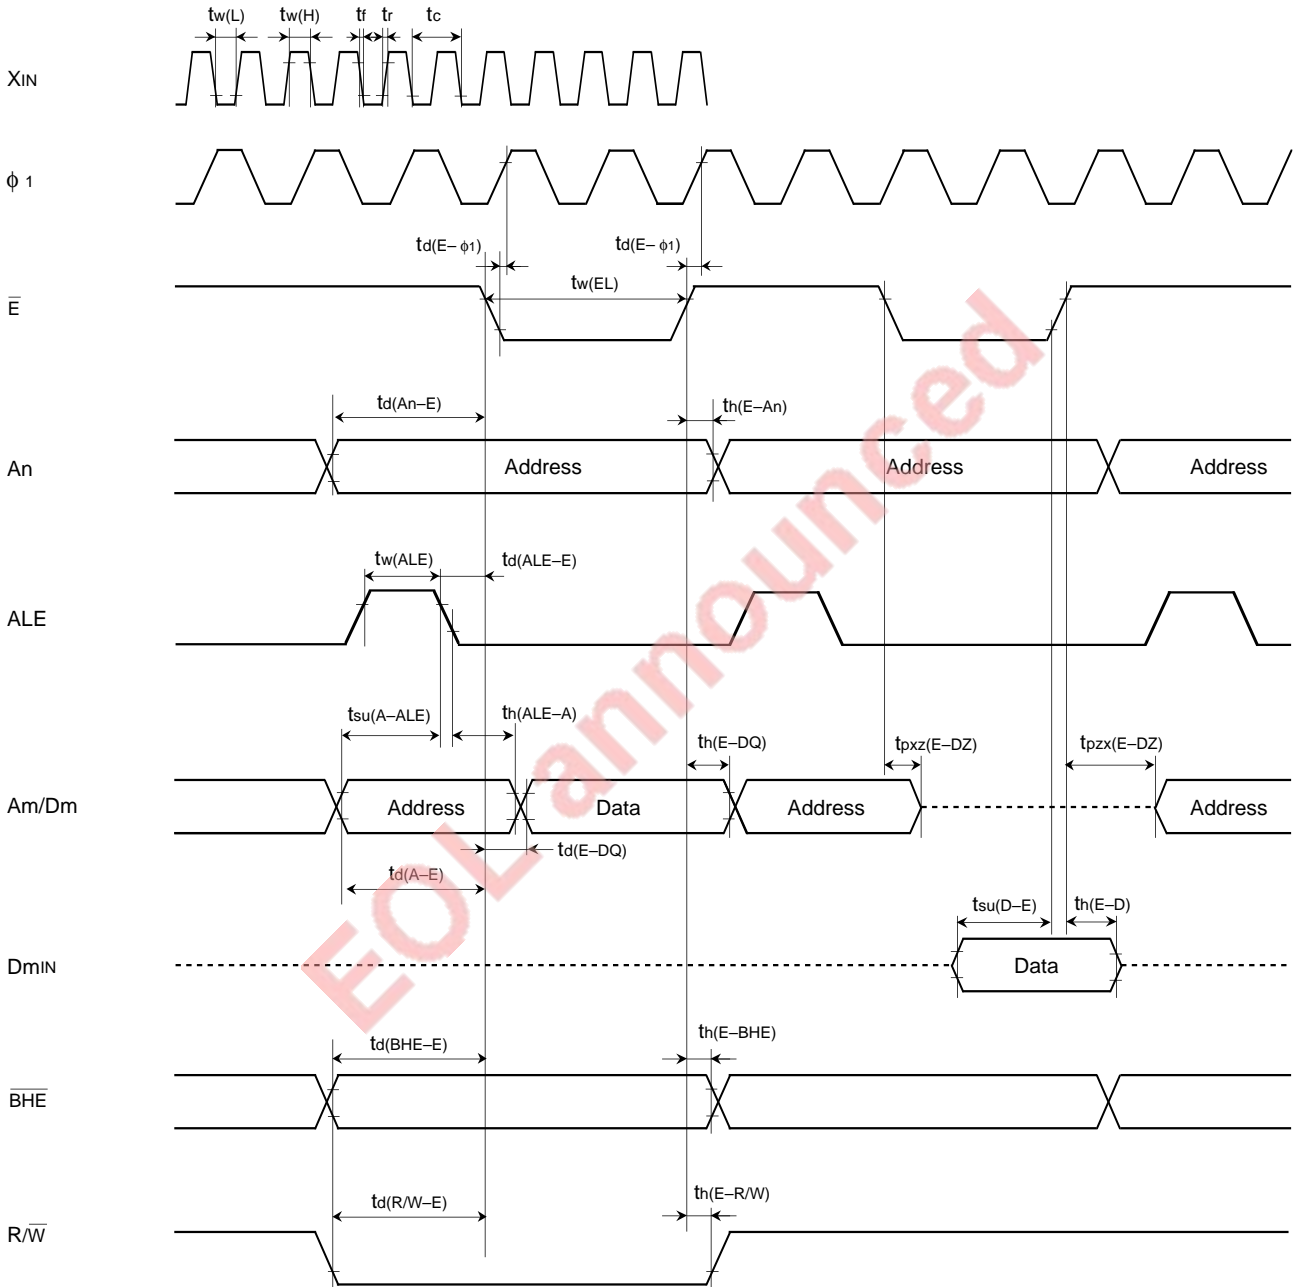 tw(L) tw(H) tf tr tc
XIN
ϕ 1
td(E– ϕ1) td(E– ϕ1)
tw(EL)
E
td(An–E) th(E–An)
An Address Address Address
tw(ALE) td(ALE–E)
ALE
tsu(A–ALE) th(ALE–A) th(E–DQ) tpxz(E–DZ) tpzx(E–DZ)
Am/Dm Address Data Address Address
td(E–DQ)
td(A–E)
tsu(D–E) th(E–D)
DmIN Data
td(BHE–E) th(E–BHE)
BHE
td(R/W–E) th(E–R/W)
R/W
EOL announced